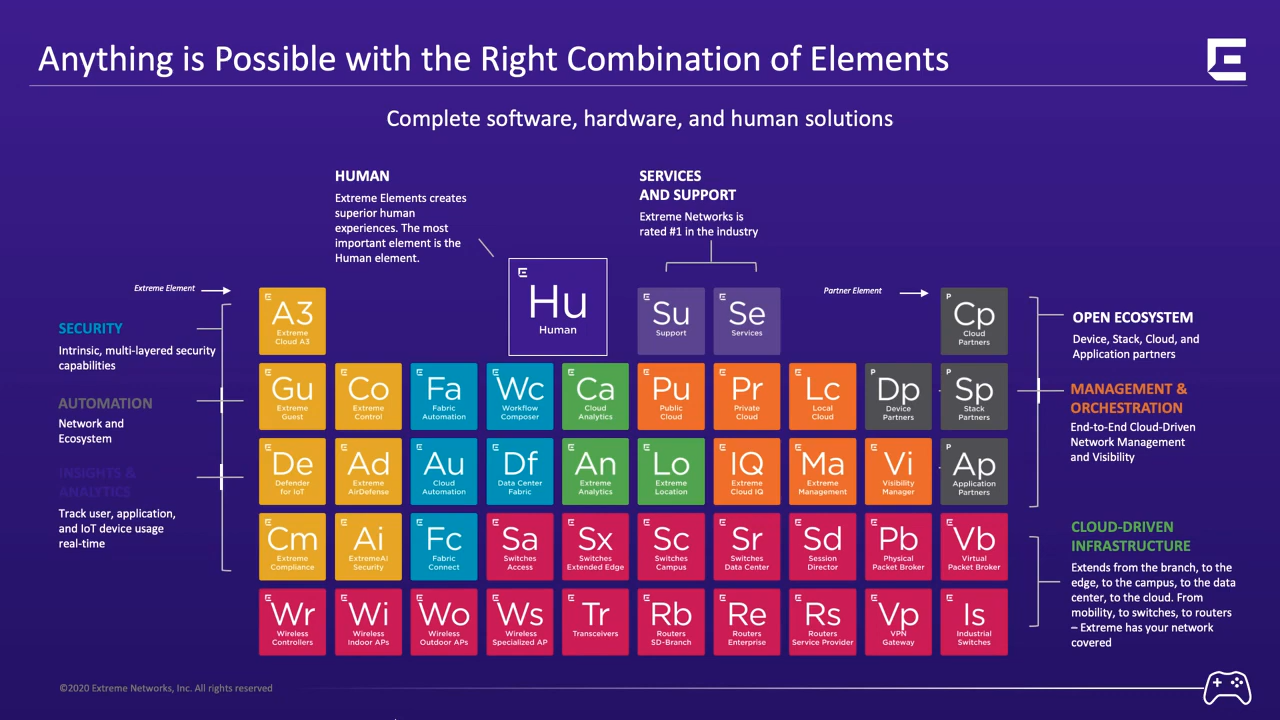 Anything is Possible with the Right Combination of Elements
Complete software, hardware, and human solutions
HUMAN
Extreme Elements creates
superior human
experiences. The most
important element is the
Human element.
SERVICES
AND SUPPORT
Extreme Networks is
rated #1 in the industry
Extreme Element
Partner Element
SECURITY
Intrinsic, multi-layered security
capabilities
AUTOMATION
Network and
Ecosystem
INSIGHTS &
ANALYTICS
Track user, application,
and IoT device usage
real-time
A3
Extreme
Cloud A3
Hu
Human
Su
Support
Se
Services
P
Cp
Cloud
Partners
Gu
Extreme
Guest
Co
Extreme
Control
Fa
Fabric
Automation
Wc
Workflow
Composer
Ca
Cloud
Analytics
Pu
Public
Cloud
Pr
Private
Cloud
Lc
Local
Cloud
P
Dp
Device
Partners
P
Sp
Stack
Partners
De
Defender
for IoT
Ad
Extreme
AirDefense
Au
Cloud
Automation
Df
Data Center
Fabric
An
Extreme
Analytics
Lo
Extreme
Location
IQ
Extreme
Cloud IQ
Ma
Extreme
Management
Vi
Visibility
Manager
P
Ap
Application
Partners
Cm
Extreme
Compliance
Ai
ExtremeAI
Security
Fc
Fabric
Connect
Sa
Switches
Access
Sx
Switches
Extended Edge
Sc
Switches
Campus
Sr
Switches
Data Center
Sd
Session
Director
Pb
Physical
Packet Broker
Vb
Virtual
Packet Broker
Wr
Wireless
Controllers
Wi
Wireless
Indoor APs
Wo
Wireless
Outdoor APs
Ws
Wireless
Specialized AP
Tr
Transceivers
Rb
Routers
SD-Branch
Re
Routers
Enterprise
Rs
Routers
Service Provider
Vp
VPN
Gateway
Is
Industrial
Switches
OPEN ECOSYSTEM
Device, Stack, Cloud, and
Application partners
MANAGEMENT &
ORCHESTRATION
End-to-End Cloud-Driven
Network Management
and Visibility
CLOUD-DRIVEN
INFRASTRUCTURE
Extends from the branch, to the
edge, to the campus, to the data
center, to the cloud. From
mobility, to switches, to routers
– Extreme has your network
covered
©2020 Extreme Networks, Inc. All rights reserved